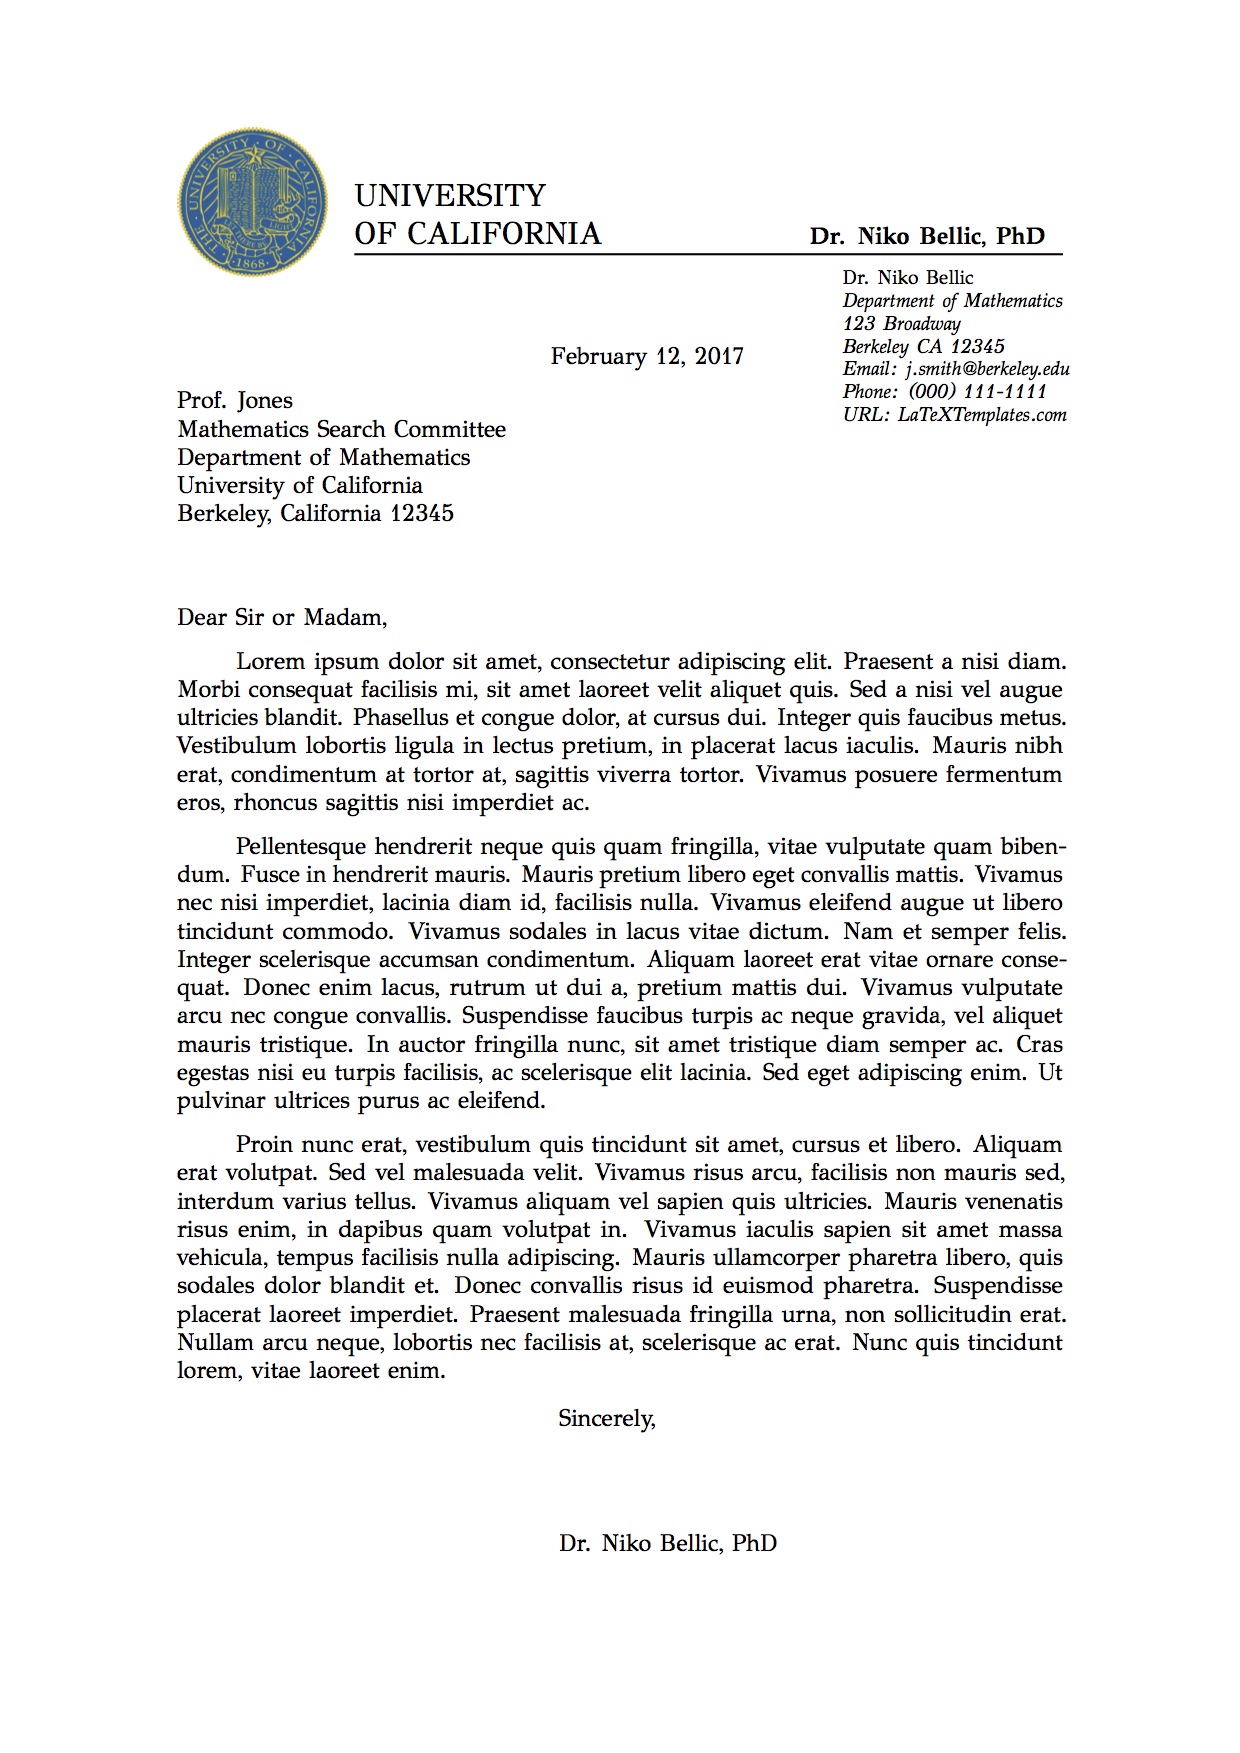 THE · UNIVERSITY · OF · CALIFORNIA
· 1868 ·
UNIVERSITY
OF CALIFORNIA
Dr. Niko Bellic, PhD
Dr. Niko Bellic
Department of Mathematics
123 Broadway
Berkeley CA 12345
Email: j.smith@berkeley.edu
Phone: (000) 111-1111
URL: LaTeXTemplates.com
February 12, 2017
Prof. Jones
Mathematics Search Committee
Department of Mathematics
University of California
Berkeley, California 12345
Dear Sir or Madam,
Lorem ipsum dolor sit amet, consectetur adipiscing elit. Praesent a nisi diam.
Morbi consequat facilisis mi, sit amet laoreet velit aliquet quis. Sed a nisi vel augue
ultricies blandit. Phasellus et congue dolor, at cursus dui. Integer quis faucibus metus.
Vestibulum lobortis ligula in lectus pretium, in placerat lacus iaculis. Mauris nibh
erat, condimentum at tortor at, sagittis viverra tortor. Vivamus posuere fermentum
eros, rhoncus sagittis nisi imperdiet ac.
Pellentesque hendrerit neque quis quam fringilla, vitae vulputate quam biben-
dum. Fusce in hendrerit mauris. Mauris pretium libero eget convallis mattis. Vivamus
nec nisi imperdiet, lacinia diam id, facilisis nulla. Vivamus eleifend augue ut libero
tincidunt commodo. Vivamus sodales in lacus vitae dictum. Nam et semper felis.
Integer scelerisque accumsan condimentum. Aliquam laoreet erat vitae ornare conse-
quat. Donec enim lacus, rutrum ut dui a, pretium mattis dui. Vivamus vulputate
arcu nec congue convallis. Suspendisse faucibus turpis ac neque gravida, vel aliquet
mauris tristique. In auctor fringilla nunc, sit amet tristique diam semper ac. Cras
egestas nisi eu turpis facilisis, ac scelerisque elit lacinia. Sed eget adipiscing enim. Ut
pulvinar ultrices purus ac eleifend.
Proin nunc erat, vestibulum quis tincidunt sit amet, cursus et libero. Aliquam
erat volutpat. Sed vel malesuada velit. Vivamus risus arcu, facilisis non mauris sed,
interdum varius tellus. Vivamus aliquam vel sapien quis ultricies. Mauris venenatis
risus enim, in dapibus quam volutpat in. Vivamus iaculis sapien sit amet massa
vehicula, tempus facilisis nulla adipiscing. Mauris ullamcorper pharetra libero, quis
sodales dolor blandit et. Donec convallis risus id euismod pharetra. Suspendisse
placerat laoreet imperdiet. Praesent malesuada fringilla urna, non sollicitudin erat.
Nullam arcu neque, lobortis nec facilisis at, scelerisque ac erat. Nunc quis tincidunt
lorem, vitae laoreet enim.
Sincerely,
Dr. Niko Bellic, PhD